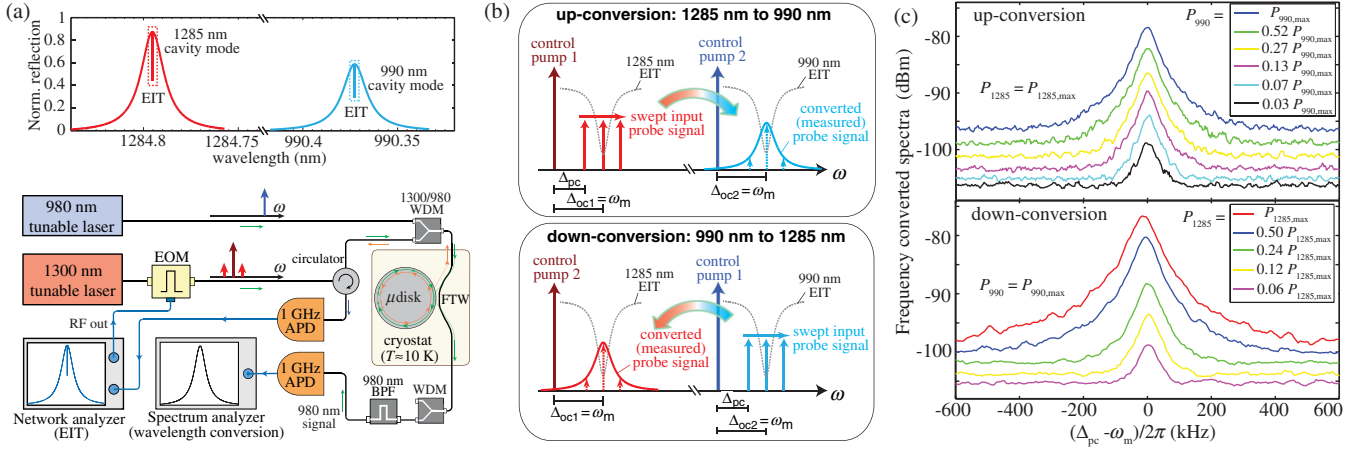 (a)
Norm. reflection
1
0.8
0.6
0.4
0.2
0
1285 nm
cavity mode
EIT
990 nm
cavity mode
EIT
1284.8
1284.75
990.4
990.35
wavelength (nm)
980 nm
tunable laser
ω
1300/980
WDM
1300 nm
tunable laser
EOM
ω
circulator
RF out
1 GHz
APD
μdisk
FTW
cryostat
(T≈10 K)
1 GHz
APD
980 nm
signal
980 nm
BPF
WDM
Network analyzer
(EIT)
Spectrum analyzer
(wavelength conversion)
(b)
up-conversion: 1285 nm to 990 nm
control
pump 1
1285 nm
EIT
control
pump 2
990 nm
EIT
swept input
probe signal
converted
(measured)
probe signal
ω
Δpc
Δoc1=ωm
Δoc2=ωm
down-conversion: 990 nm to 1285 nm
control
pump 2
1285 nm
EIT
control
pump 1
990 nm
EIT
converted
(measured)
probe signal
swept input
probe signal
ω
Δoc1=ωm
Δpc
Δoc2=ωm
(c)
Frequency converted spectra (dBm)
up-conversion
P990 =
P990,max
0.52 P990,max
0.27 P990,max
0.13 P990,max
0.07 P990,max
0.03 P990,max
P1285 = P1285,max
-80
-90
-100
down-conversion
P1285 =
P1285,max
0.50 P1285,max
0.24 P1285,max
0.12 P1285,max
0.06 P1285,max
P990 = P990,max
-80
-90
-100
-600
-400
-200
0
200
400
600
(Δpc -ωm)/2π (kHz)